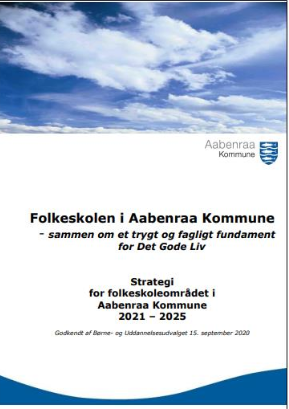 Aabenraa
Kommune
Folkeskolen i Aabenraa Kommune
- sammen om et trygt og fagligt fundament
for Det Gode Liv
Strategi
for folkeskoleområdet i
Aabenraa Kommune
2021 – 2025
Godkendt af Børne- og Uddannelsesudvalget 15. september 2020